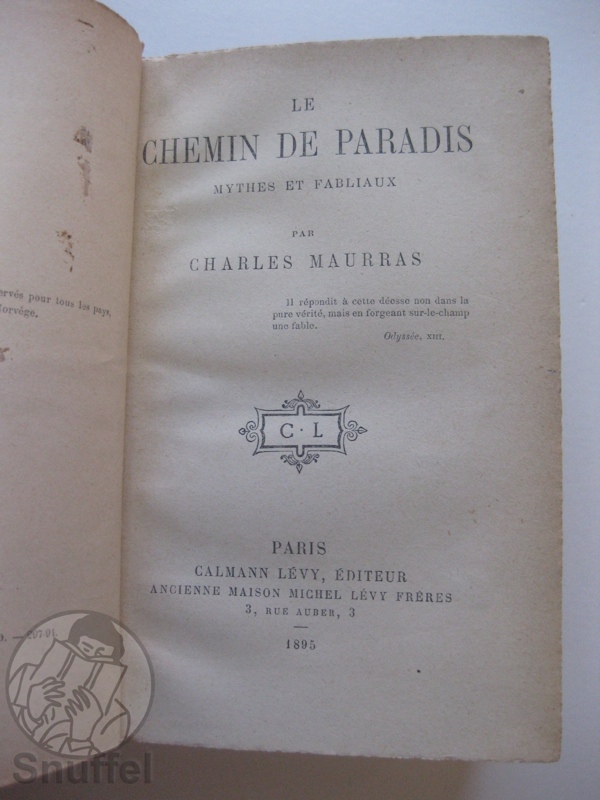 ervés pour tous les pays,
Norvége.
LE
CHEMIN DE PARADIS
MYTHES ET FABLIAUX
PAR
CHARLES MAURRAS
Il répondit à cette déesse non dans la
pure vérité, mais en forgeant sur-le-champ
une fable.
Odyssée, XIII.
C · L
PARIS
CALMANN LÉVY, ÉDITEUR
ANCIENNE MAISON MICHEL LÉVY FRÈRES
3, RUE AUBER, 3
1895
Snuffel